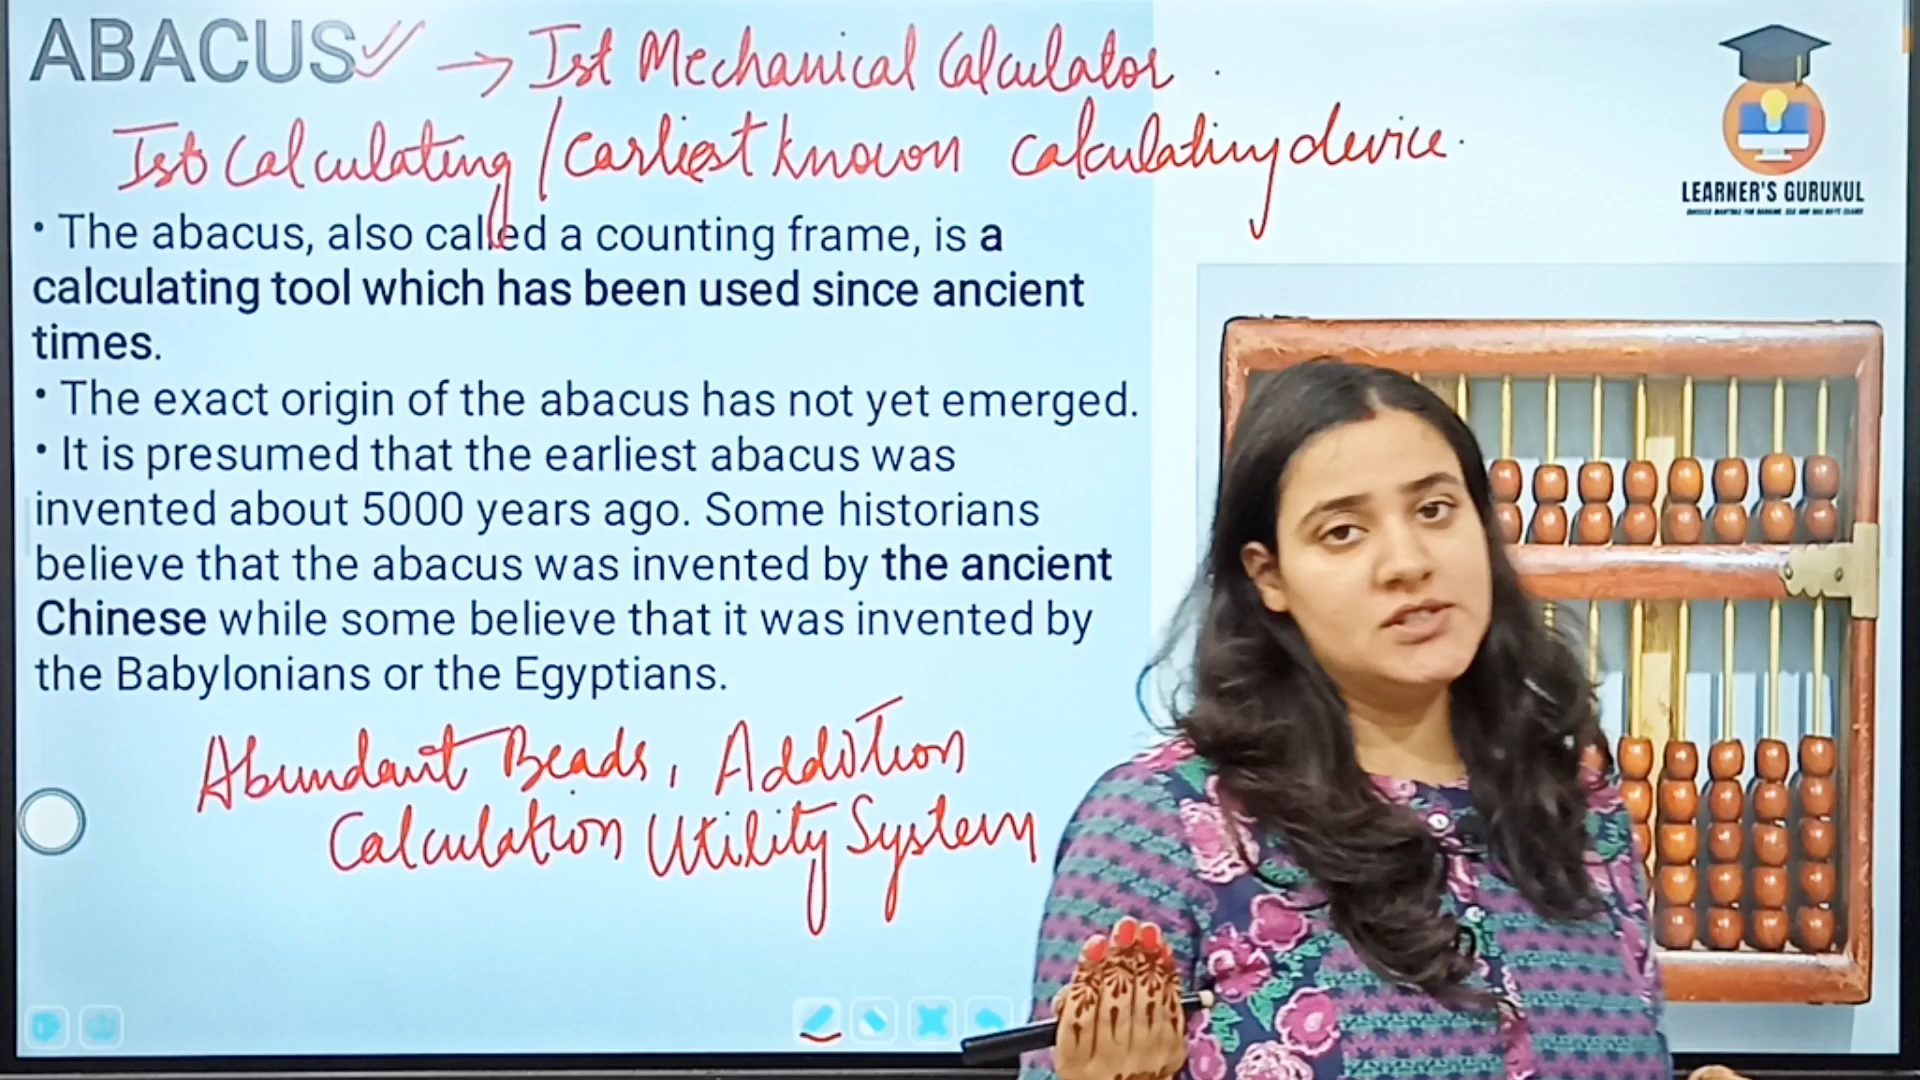 ABACUS → Ist Mechanical Calculator.
Ist Calculating / Earliest known Calculating device.
LEARNER'S GURUKUL
• The abacus, also called a counting frame, is a
calculating tool which has been used since ancient
times.
• The exact origin of the abacus has not yet emerged.
• It is presumed that the earliest abacus was
invented about 5000 years ago. Some historians
believe that the abacus was invented by the ancient
Chinese while some believe that it was invented by
the Babylonians or the Egyptians.
Abundant Beads, Addition
Calculation Utility System